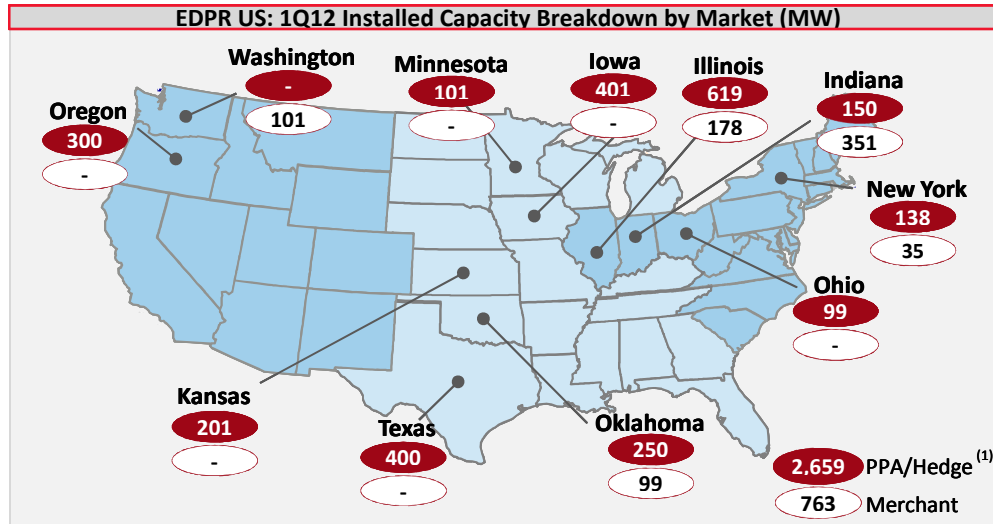 EDPR US: 1Q12 Installed Capacity Breakdown by Market (MW)
Washington
-
101
Minnesota
101
-
Iowa
401
-
Illinois
619
178
Indiana
150
351
Oregon
300
-
New York
138
35
Ohio
99
-
Kansas
201
-
Texas
400
-
Oklahoma
250
99
2.659 PPA/Hedge (1)
763 Merchant